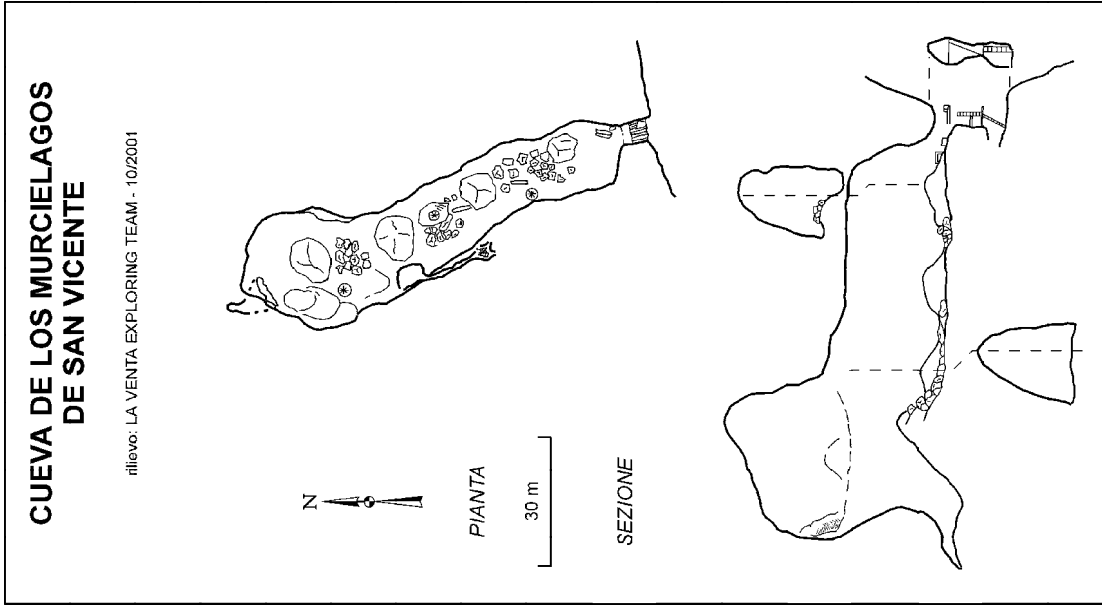 CUEVA DE LOS MURCIELAGOS
DE SAN VICENTE
rilievo: LA VENTA EXPLORING TEAM - 10/2001
N
PIANTA
30 m
SEZIONE